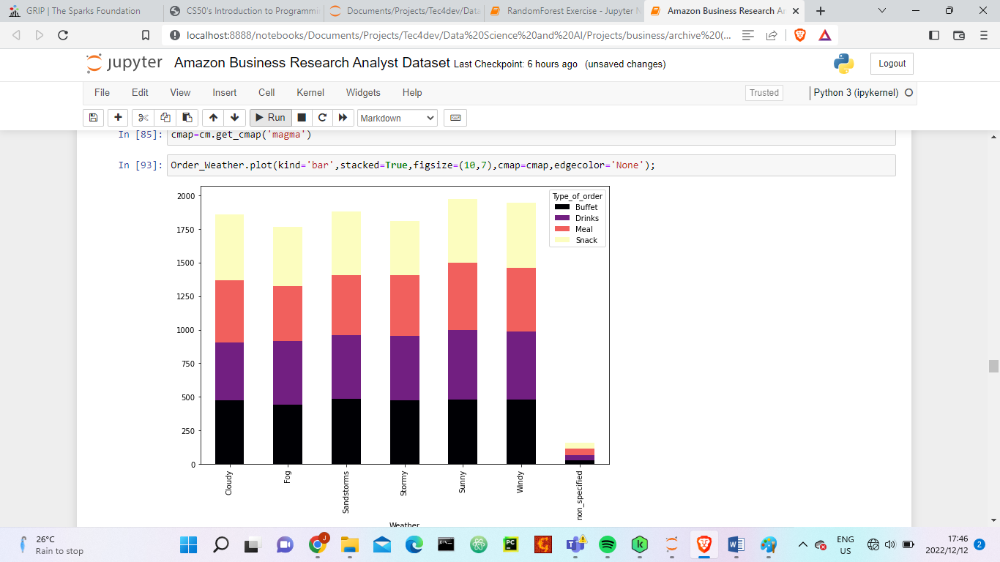 GRIP | The Sparks Foundation
CS50's Introduction to Programmi
Documents/Projects/Tec4dev/Data
RandomForest Exercise - Jupyter N
Amazon Business Research An
localhost:8888/notebooks/Documents/Projects/Tec4dev/Data%20Science%20and%20AI/Projects/business/archive%20(...
jupyter Amazon Business Research Analyst Dataset Last Checkpoint: 6 hours ago (unsaved changes)
Logout
File Edit View Insert Cell Kernel Widgets Help
Trusted
Python 3 (ipykernel)
Run
Markdown
In [85]: cmap=cm.get_cmap('magma')
In [93]: Order_Weather.plot(kind='bar',stacked=True,figsize=(10,7),cmap=cmap,edgecolor='None');
Type_of_order
Buffet
Drinks
Meal
Snack
2000
1750
1500
1250
1000
750
500
250
0
Cloudy
Fog
Sandstorms
Stormy
Sunny
Windy
non_specified
Weather
26°C
Rain to stop
J
PC
ENG
US
17:46
2022/12/12
2